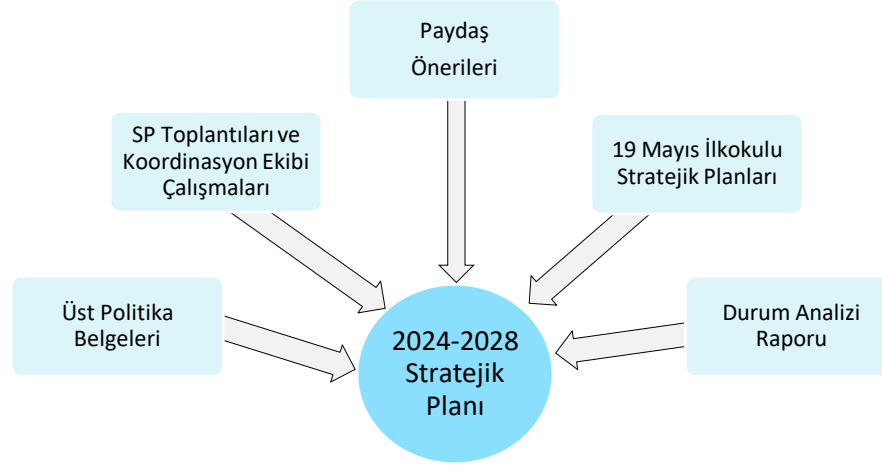 Paydaş
Önerileri
SP Toplantıları ve
Koordinasyon Ekibi
Çalışmaları
19 Mayıs İlkokulu
Stratejik Planları
Üst Politika
Belgeleri
Durum Analizi
Raporu
2024-2028
Stratejik
Planı